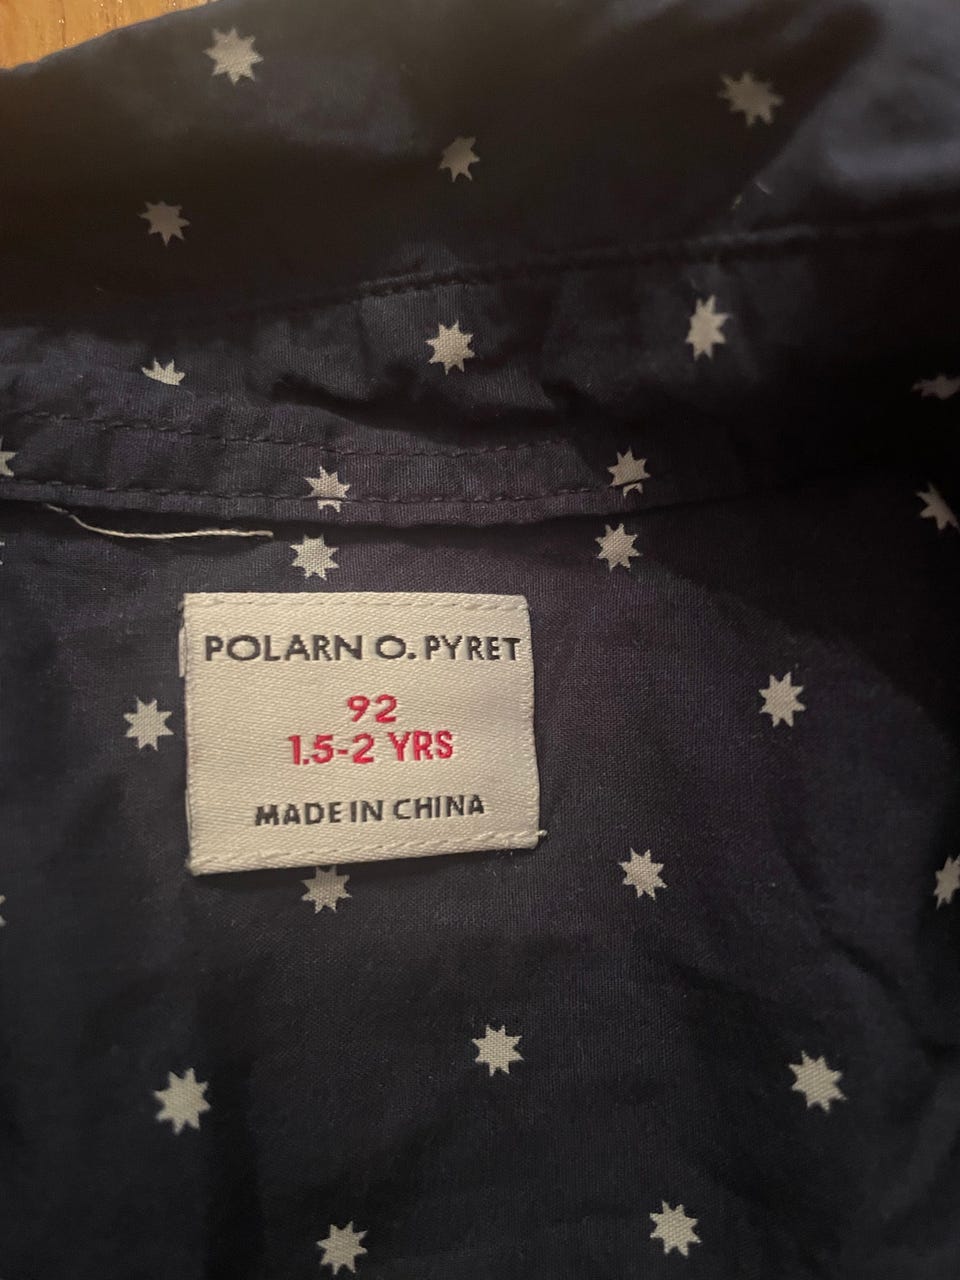 POLARN O. PYRET
92
1.5-2 YRS
MADE IN CHINA